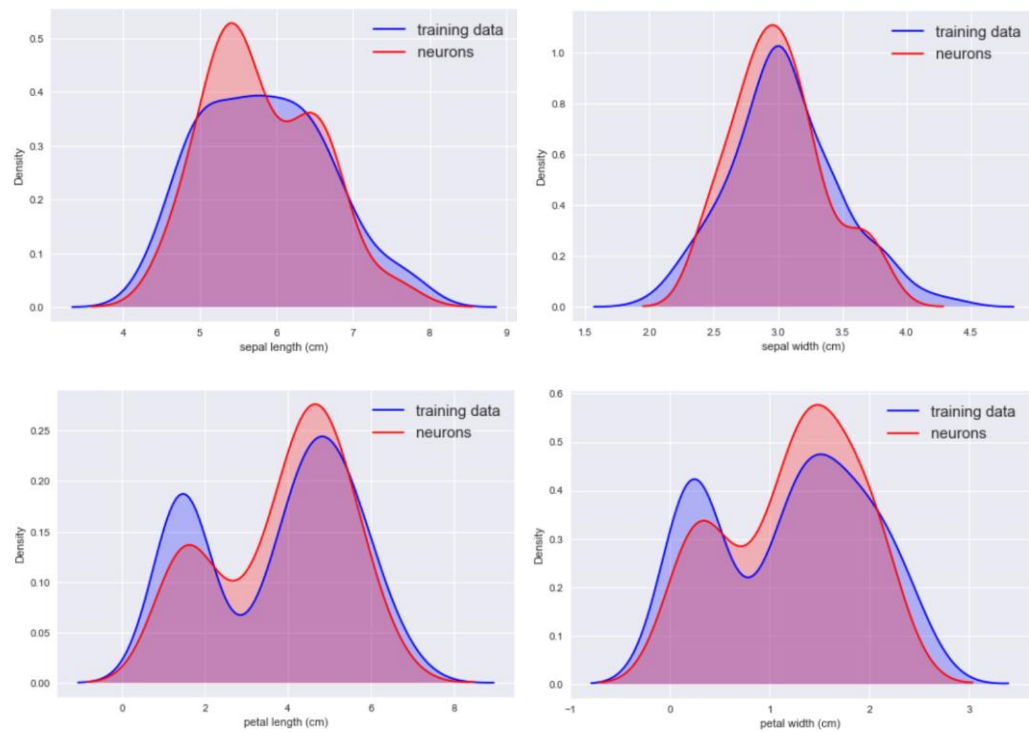 training data
neurons
0.5
0.4
0.3
0.2
0.1
0.0
Density
4 5 6 7 8 9
sepal length (cm)
training data
neurons
1.0
0.8
0.6
0.4
0.2
0.0
Density
1.5 2.0 2.5 3.0 3.5 4.0 4.5
sepal width (cm)
training data
neurons
0.25
0.20
0.15
0.10
0.05
0.00
Density
0 2 4 6 8
petal length (cm)
training data
neurons
0.6
0.5
0.4
0.3
0.2
0.1
0.0
Density
−1 0 1 2 3
petal width (cm)